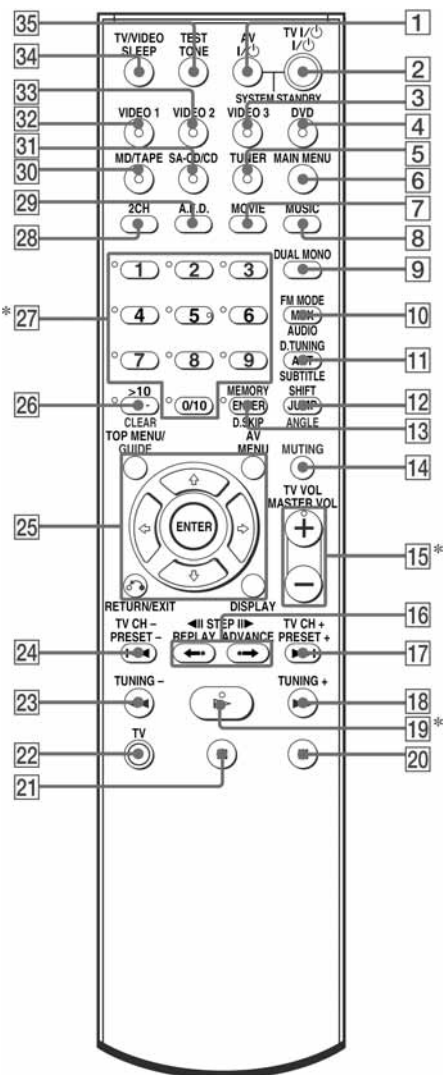 35 TV/VIDEO SLEEP TEST TONE AV I/⏻ TV I/⏻ I/⏻ 1
34 2
SYSTEM STANDBY 3
33
32 VIDEO 1 VIDEO 2 VIDEO 3 DVD 4
31 5
30 MD/TAPE SA-CD/CD TUNER MAIN MENU 6
29 7
28 2CH A.F.D. MOVIE MUSIC 8
DUAL MONO 9
1 2 3
* 27 FM MODE 10
4 5 6 AUDIO
D.TUNING 11
7 8 9 SUBTITLE
26 >10 0/10 MEMORY ENTER SHIFT JUMP 12
CLEAR D.SKIP ANGLE 13
TOP MENU/ GUIDE AV MENU MUTING 14
TV VOL
MASTER VOL
25 ENTER + 15 *
−
RETURN/EXIT DISPLAY 16
TV CH − STEP TV CH +
PRESET − REPLAY ADVANCE PRESET +
24 17
TUNING − TUNING +
23 18
19 *
TV
22 20
21